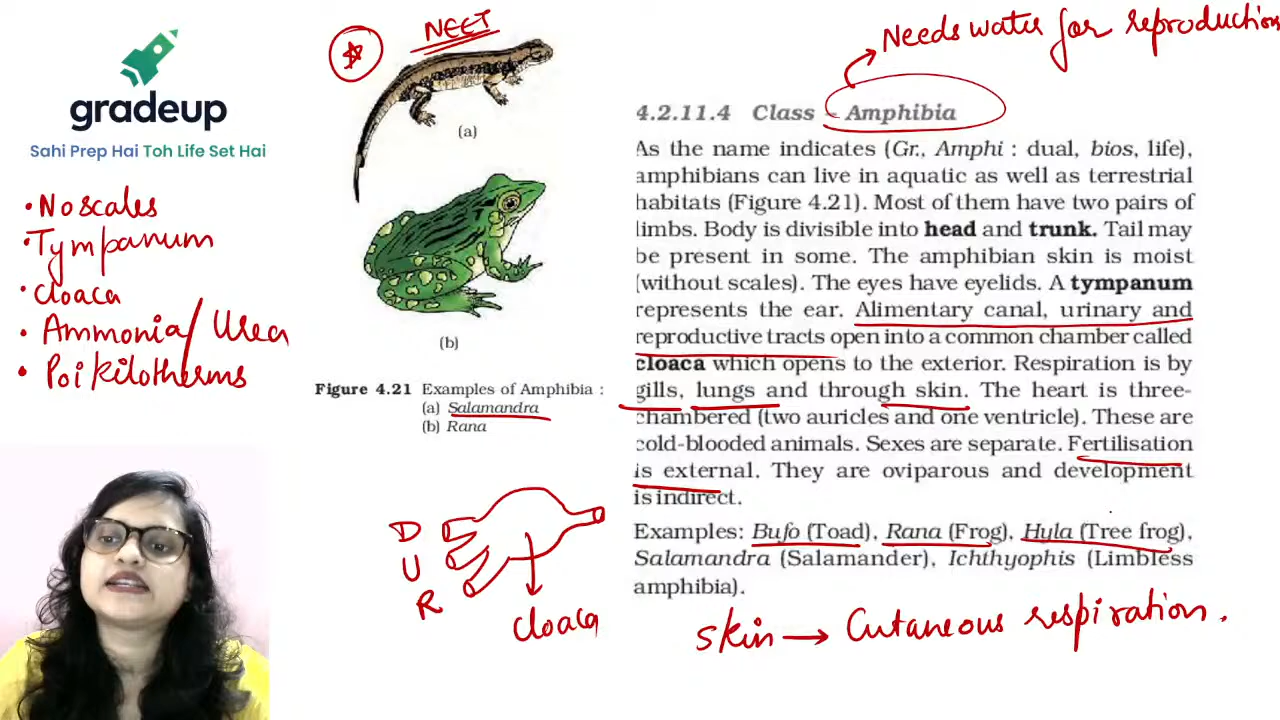 gradeup
Sahi Prep Hai Toh Life Set Hai
• No scales
• Tympanum
• Cloaca
• Ammonia/Urea
• Poikilotherms
NEET
(a)
(b)
Figure 4.21 Examples of Amphibia :
(a) Salamandra
(b) Rana
D
U
R
cloaca
Needs water for reproduction
4.2.11.4 Class – Amphibia
As the name indicates (Gr., Amphi : dual, bios, life),
amphibians can live in aquatic as well as terrestrial
habitats (Figure 4.21). Most of them have two pairs of
limbs. Body is divisible into head and trunk. Tail may
be present in some. The amphibian skin is moist
(without scales). The eyes have eyelids. A tympanum
represents the ear. Alimentary canal, urinary and
reproductive tracts open into a common chamber called
cloaca which opens to the exterior. Respiration is by
gills, lungs and through skin. The heart is three-
chambered (two auricles and one ventricle). These are
cold-blooded animals. Sexes are separate. Fertilisation
is external. They are oviparous and development
is indirect.
Examples: Bufo (Toad), Rana (Frog), Hyla (Tree frog),
Salamandra (Salamander), Ichthyophis (Limbless
amphibia).
skin → Cutaneous respiration.